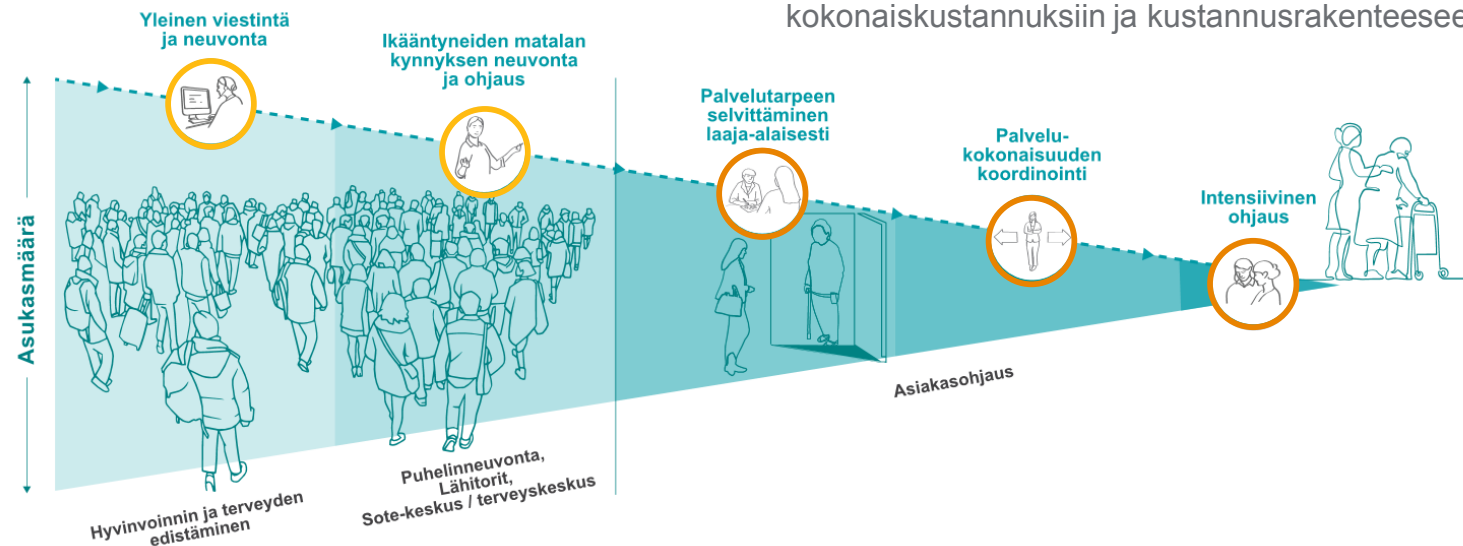 kokonaiskustannuksiin ja kustannusrakenteesee
Yleinen viestintä
ja neuvonta
Ikääntyneiden matalan
kynnyksen neuvonta
ja ohjaus
Palvelutarpeen
selvittäminen
laaja-alaisesti
Palvelu-
kokonaisuuden
koordinointi
Intensiivinen
ohjaus
Asukasmäärä
Asiakasohjaus
Puhelinneuvonta,
Lähitorit,
Sote-keskus / terveyskeskus
Hyvinvoinnin ja terveyden
edistäminen